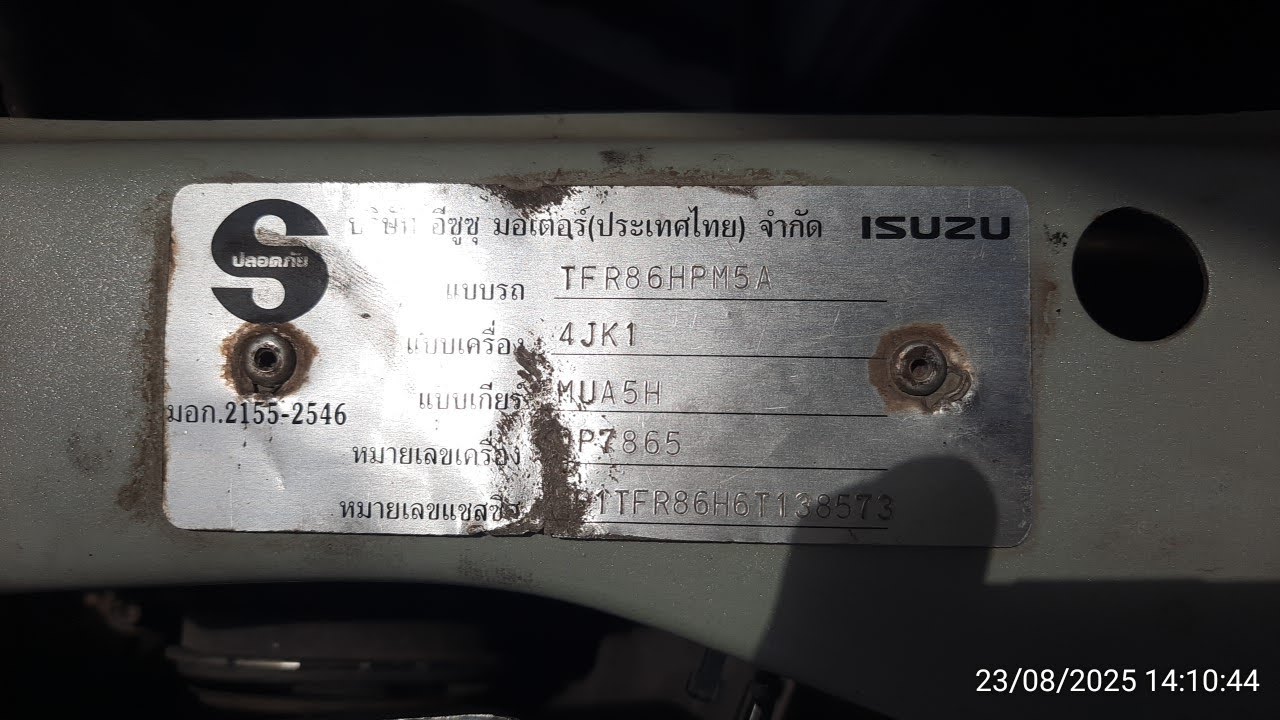 บริษัท อีซูซุ มอเตอร์(ประเทศไทย) จำกัด ISUZU
ปลอดภัย
แบบรถ TFR86HPM5A
แบบเครื่อง 4JK1
แบบเกียร์ MUA5H
มอก.2155-2546
หมายเลขเครื่อง
หมายเลขแชสซีส์
23/08/2025 14:10:44